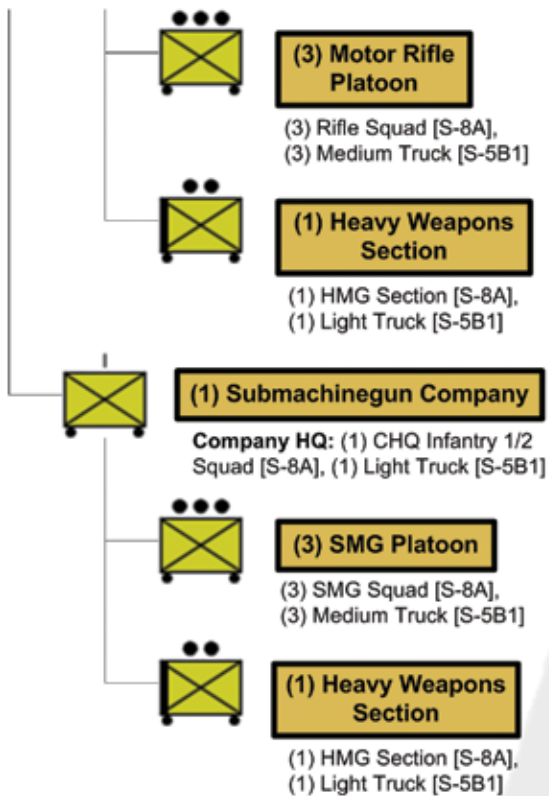 (3) Motor Rifle
Platoon
(3) Rifle Squad [S-8A],
(3) Medium Truck [S-5B1]
(1) Heavy Weapons
Section
(1) HMG Section [S-8A],
(1) Light Truck [S-5B1]
(1) Submachinegun Company
Company HQ: (1) CHQ Infantry 1/2
Squad [S-8A], (1) Light Truck [S-5B1]
(3) SMG Platoon
(3) SMG Squad [S-8A],
(3) Medium Truck [S-5B1]
(1) Heavy Weapons
Section
(1) HMG Section [S-8A],
(1) Light Truck [S-5B1]